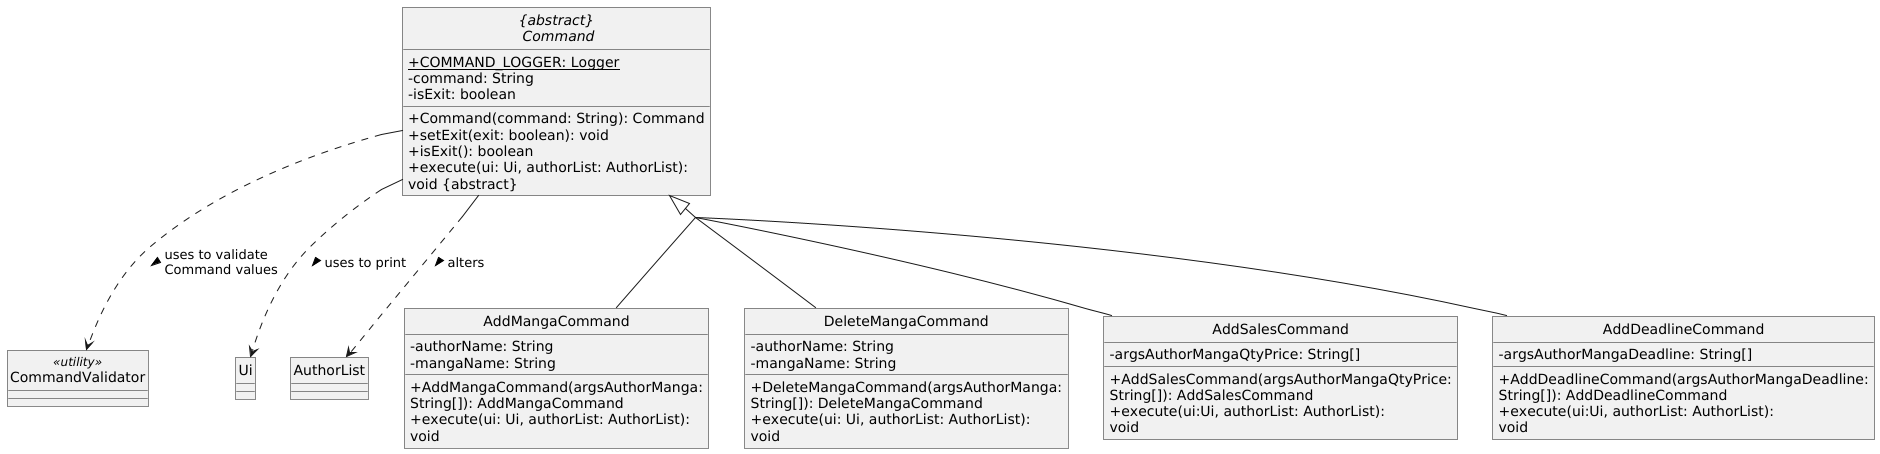 {abstract}
Command
+COMMAND_LOGGER: Logger
-command: String
-isExit: boolean
+Command(command: String): Command
+setExit(exit: boolean): void
+isExit(): boolean
+execute(ui: Ui, authorList: AuthorList):
void {abstract}
uses to validate
Command values
uses to print
alters
«utility»
CommandValidator
Ui
AuthorList
AddMangaCommand
-authorName: String
-mangaName: String
+AddMangaCommand(argsAuthorManga:
String[]): AddMangaCommand
+execute(ui: Ui, authorList: AuthorList):
void
DeleteMangaCommand
-authorName: String
-mangaName: String
+DeleteMangaCommand(argsAuthorManga:
String[]): DeleteMangaCommand
+execute(ui: Ui, authorList: AuthorList):
void
AddSalesCommand
-argsAuthorMangaQtyPrice: String[]
+AddSalesCommand(argsAuthorMangaQtyPrice:
String[]): AddSalesCommand
+execute(ui:Ui, authorList: AuthorList):
void
AddDeadlineCommand
-argsAuthorMangaDeadline: String[]
+AddDeadlineCommand(argsAuthorMangaDeadline:
String[]): AddDeadlineCommand
+execute(ui:Ui, authorList: AuthorList):
void